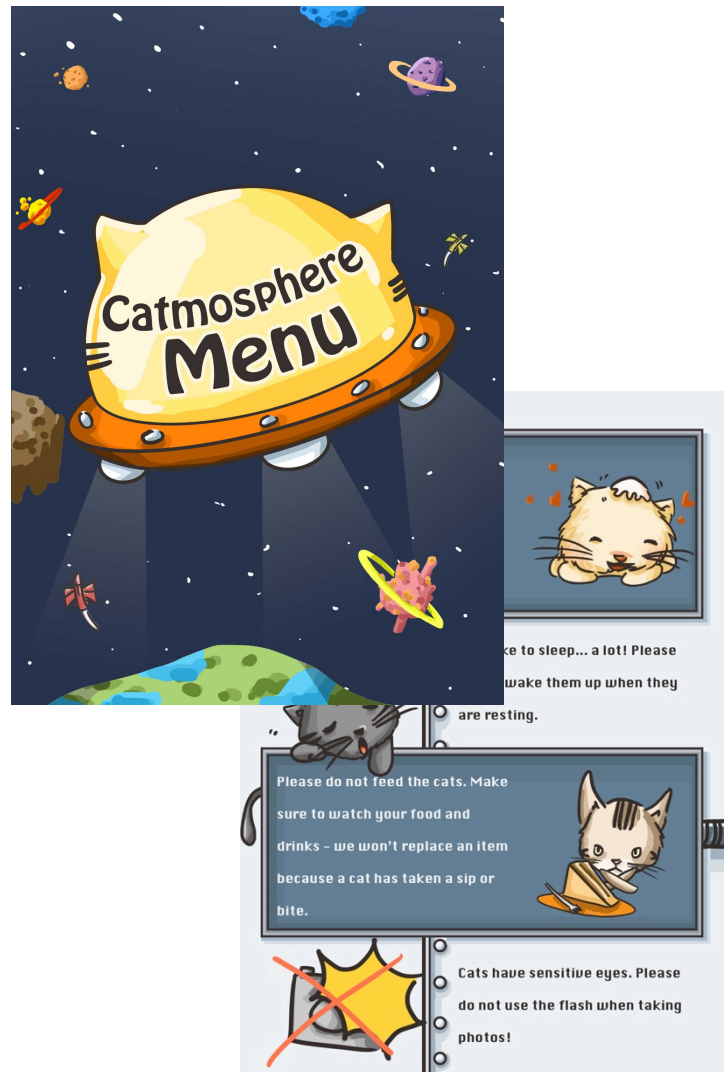 Catmosphere
Menu
to sleep... a lot! Please
wake them up when they
are resting.
Please do not feed the cats. Make
sure to watch your food and
drinks - we won't replace an item
because a cat has taken a sip or
bite.
Cats have sensitive eyes. Please
do not use the flash when taking
photos!